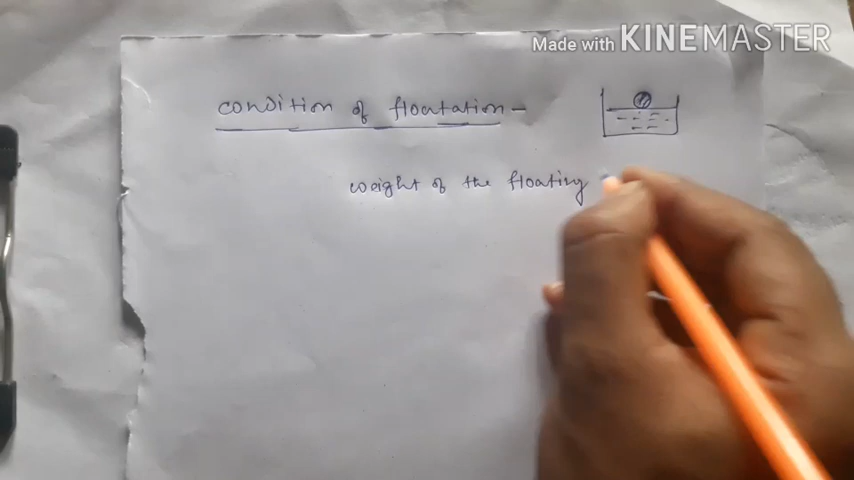 Made with KINEMASTER
condition of floatation-
weight of the floating